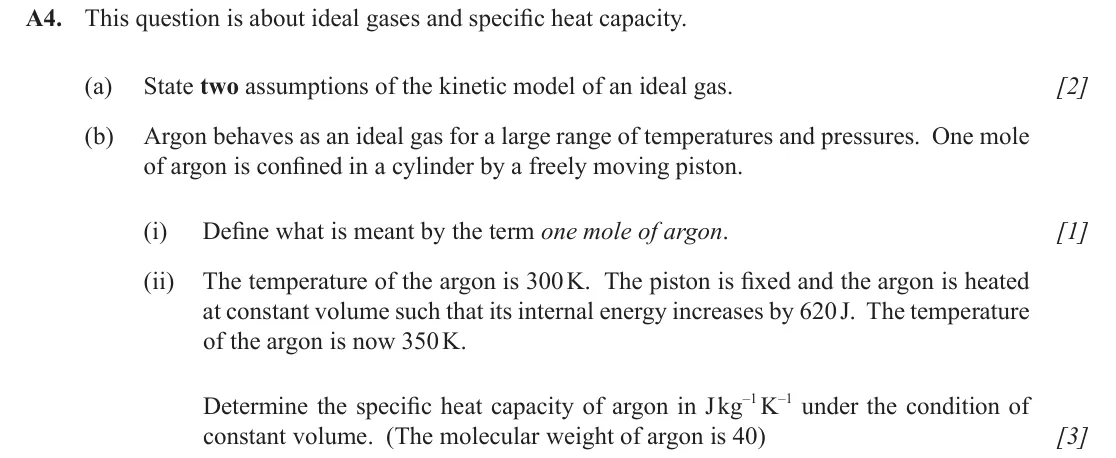 A4. This question is about ideal gases and specific heat capacity.
(a) State two assumptions of the kinetic model of an ideal gas. [2]
(b) Argon behaves as an ideal gas for a large range of temperatures and pressures. One mole
of argon is confined in a cylinder by a freely moving piston.
(i) Define what is meant by the term one mole of argon. [1]
(ii) The temperature of the argon is 300 K. The piston is fixed and the argon is heated
at constant volume such that its internal energy increases by 620 J. The temperature
of the argon is now 350 K.
Determine the specific heat capacity of argon in J kg⁻¹ K⁻¹ under the condition of
constant volume. (The molecular weight of argon is 40) [3]